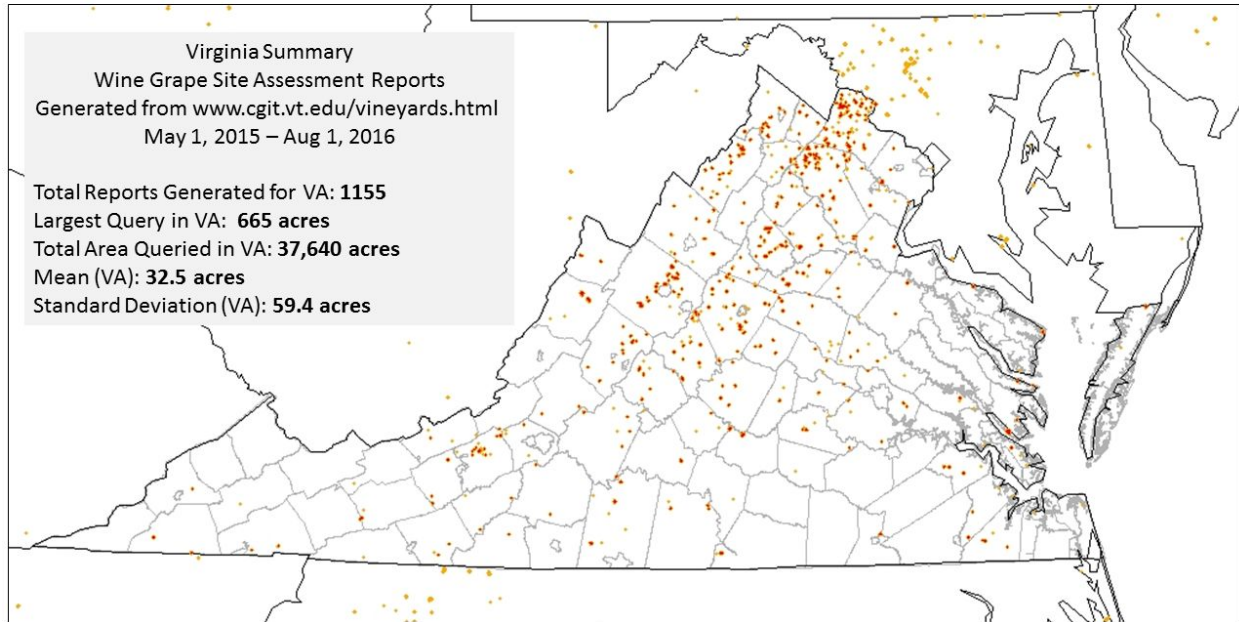 Virginia Summary
Wine Grape Site Assessment Reports
Generated from www.cgit.vt.edu/vineyards.html
May 1, 2015 – Aug 1, 2016
Total Reports Generated for VA: 1155
Largest Query in VA: 665 acres
Total Area Queried in VA: 37,640 acres
Mean (VA): 32.5 acres
Standard Deviation (VA): 59.4 acres